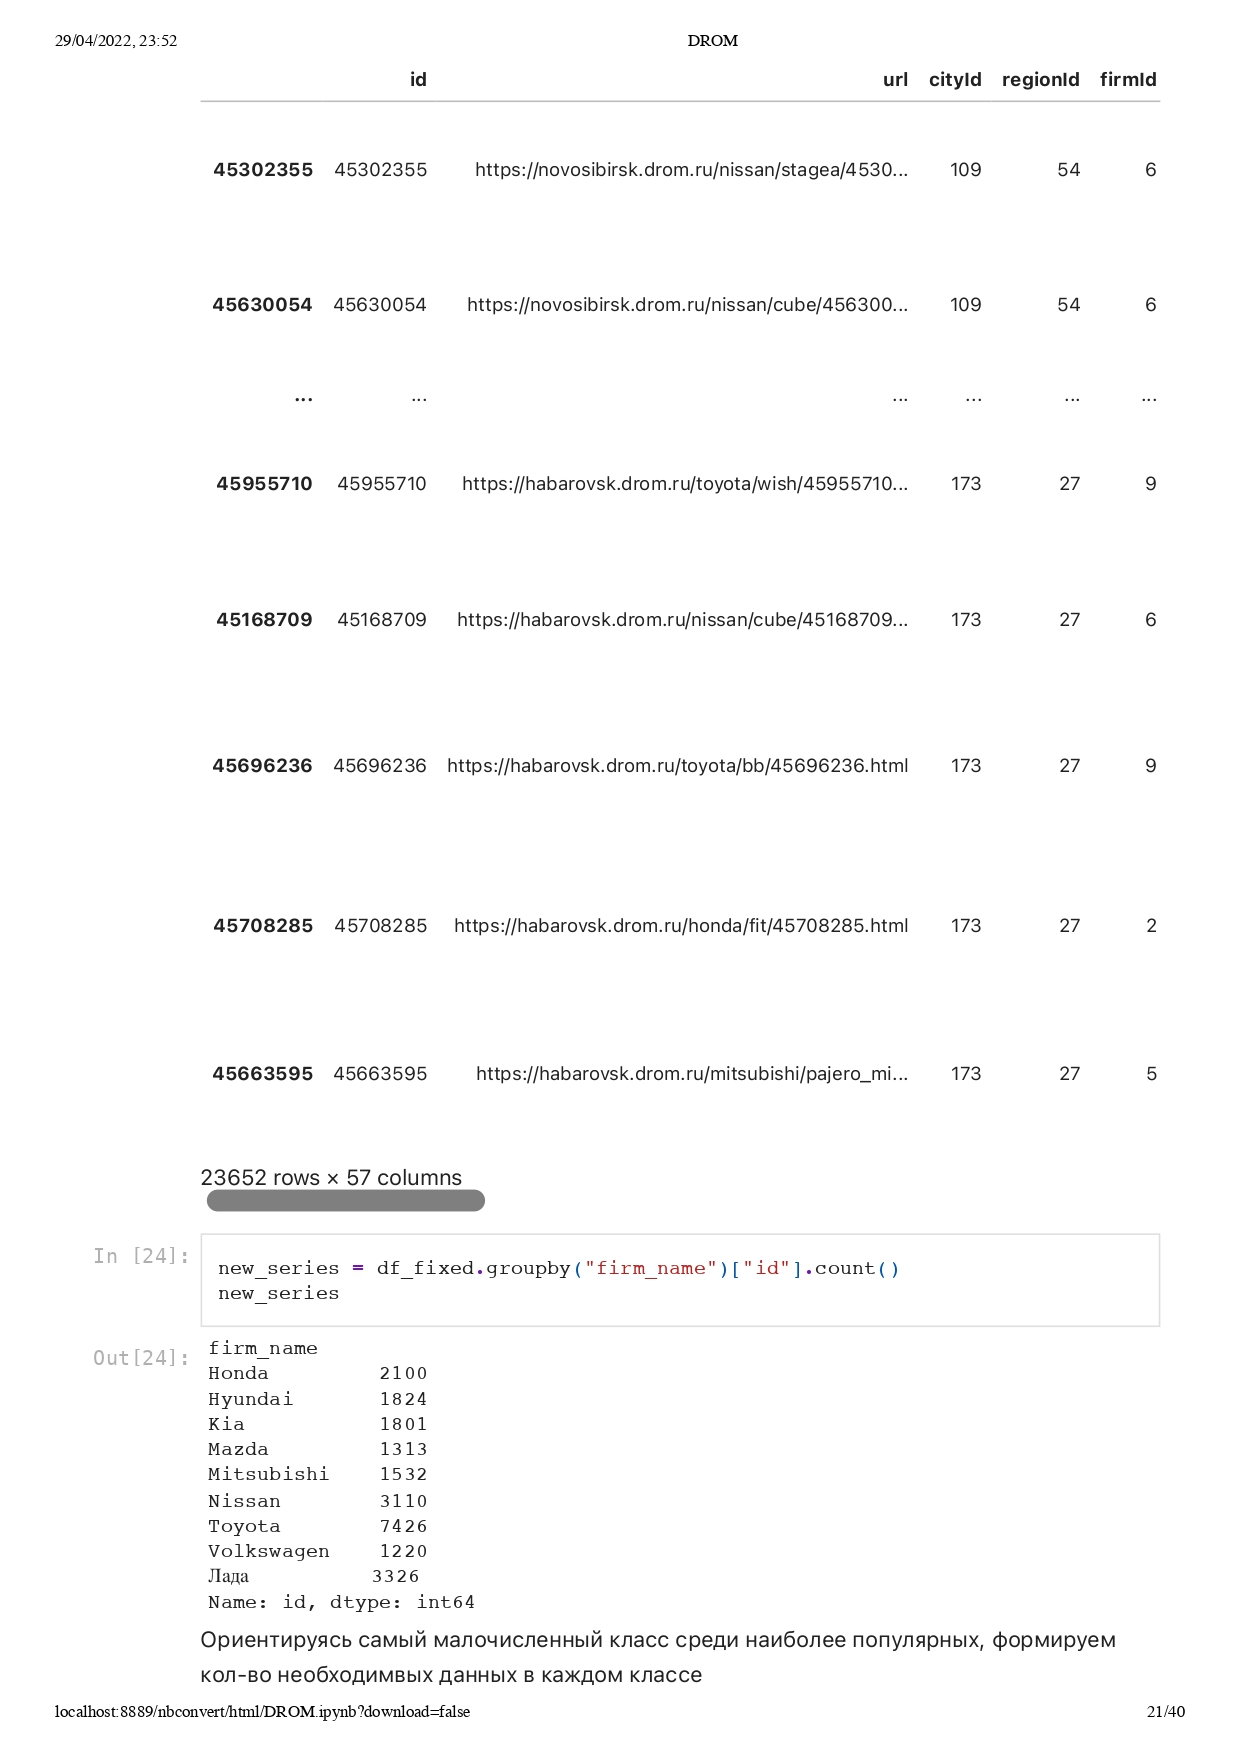 29/04/2022, 23:52 DROM
id url cityId regionId firmId
45302355 45302355 https://novosibirsk.drom.ru/nissan/stagea/4530... 109 54 6
45630054 45630054 https://novosibirsk.drom.ru/nissan/cube/456300... 109 54 6
... ... ... ... ... ...
45955710 45955710 https://habarovsk.drom.ru/toyota/wish/45955710... 173 27 9
45168709 45168709 https://habarovsk.drom.ru/nissan/cube/45168709... 173 27 6
45696236 45696236 https://habarovsk.drom.ru/toyota/bb/45696236.html 173 27 9
45708285 45708285 https://habarovsk.drom.ru/honda/fit/45708285.html 173 27 2
45663595 45663595 https://habarovsk.drom.ru/mitsubishi/pajero_mi... 173 27 5
23652 rows × 57 columns
In [24]:
new_series = df_fixed.groupby("firm_name")["id"].count()
new_series
Out[24]:
firm_name
Honda 2100
Hyundai 1824
Kia 1801
Mazda 1313
Mitsubishi 1532
Nissan 3110
Toyota 7426
Volkswagen 1220
Лада 3326
Name: id, dtype: int64
Ориентируясь самый малочисленный класс среди наиболее популярных, формируем
кол-во необходимвых данных в каждом классе
localhost:8889/nbconvert/html/DROM.ipynb?download=false 21/40